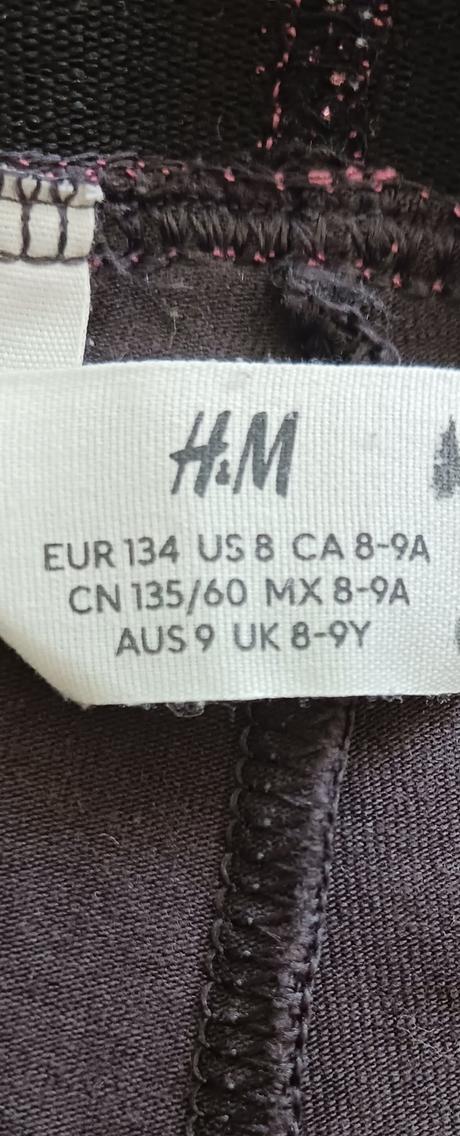 H&M
EUR 134 US 8 CA 8-9A
CN 135/60 MX 8-9A
AUS 9 UK 8-9Y